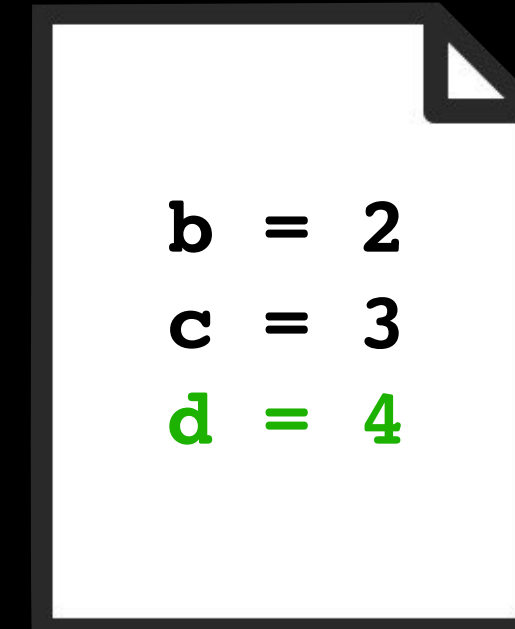 b = 2
c = 3
d = 4